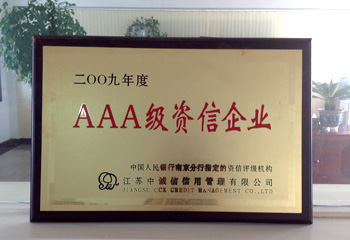 二〇〇九年度
AAA级资信企业
中国人民银行南京分行指定的资信评级机构
江苏中诚信信用管理有限公司
JIANGSU CCX CREDIT MANAGEMENT CO.,LTD